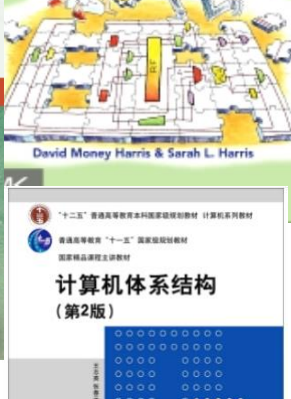 RF
David Money Harris & Sarah L. Harris
"十二五"普通高等教育本科国家级规划教材 计算机系列教材
普通高等教育"十一五"国家级规划教材
国家精品课程主讲教材
计算机体系结构
(第2版)